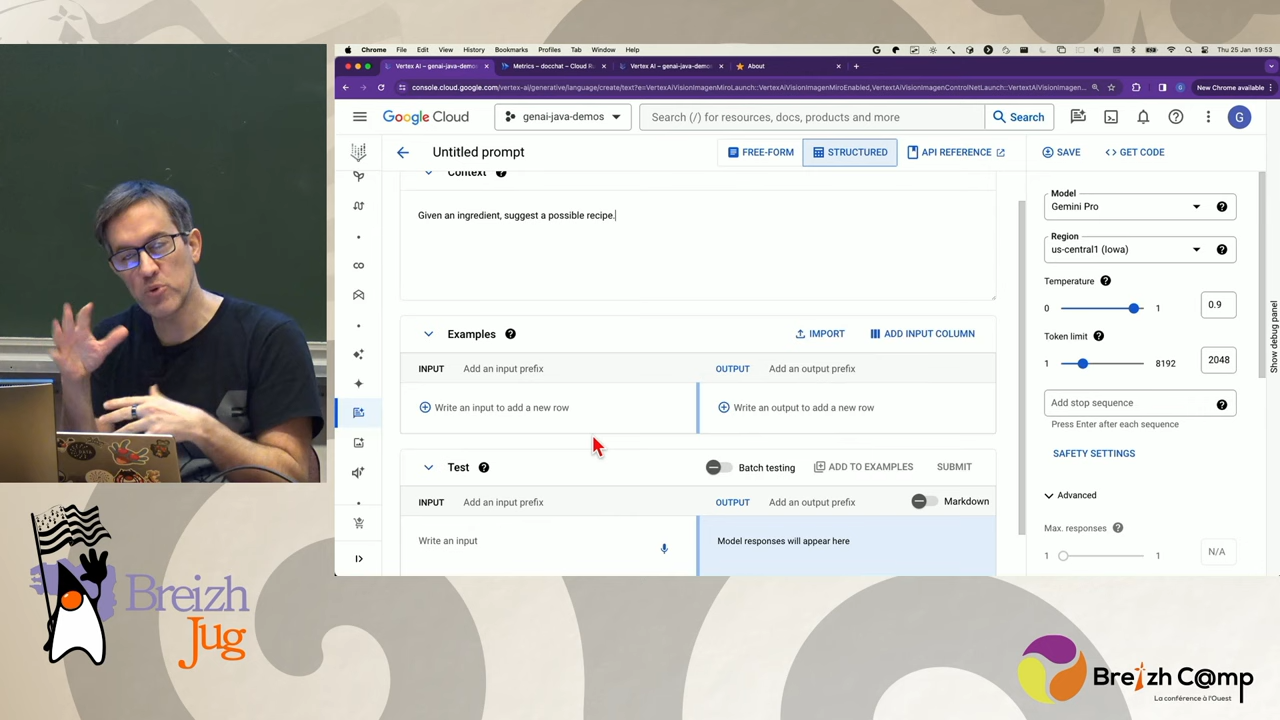 Chrome File Edit View History Bookmarks Profiles Tab Window Help
Thu 25 Jan 19:53
Vertex AI – genai-java-demos
Metrics – docchat – Cloud R
Vertex AI – genai-java-demos
About
console.cloud.google.com/vertex-ai/generative/language/create/text?e=VertexAiVisionImagenMiroLaunch::VertexAiVisionImagenMiroEnabled,VertextAiVisionImagenControlNetLaunch::VertexAiVisionImagen...
New Chrome available
Google Cloud
genai-java-demos
Search (/) for resources, docs, products and more
Search
G
Untitled prompt
FREE-FORM
STRUCTURED
API REFERENCE
SAVE
GET CODE
Context
Given an ingredient, suggest a possible recipe.
Examples
IMPORT
ADD INPUT COLUMN
INPUT Add an input prefix
OUTPUT Add an output prefix
Write an input to add a new row
Write an output to add a new row
Test
Batch testing
ADD TO EXAMPLES
SUBMIT
INPUT Add an input prefix
OUTPUT Add an output prefix
Markdown
Write an input
Model responses will appear here
Model
Gemini Pro
Region
us-central1 (Iowa)
Temperature
0 1 0.9
Token limit
1 8192 2048
Add stop sequence
Press Enter after each sequence
SAFETY SETTINGS
Advanced
Max. responses
1 1 N/A
Show debug panel
Breizh
Jug
Breizh C@mp
La conférence à l'Ouest